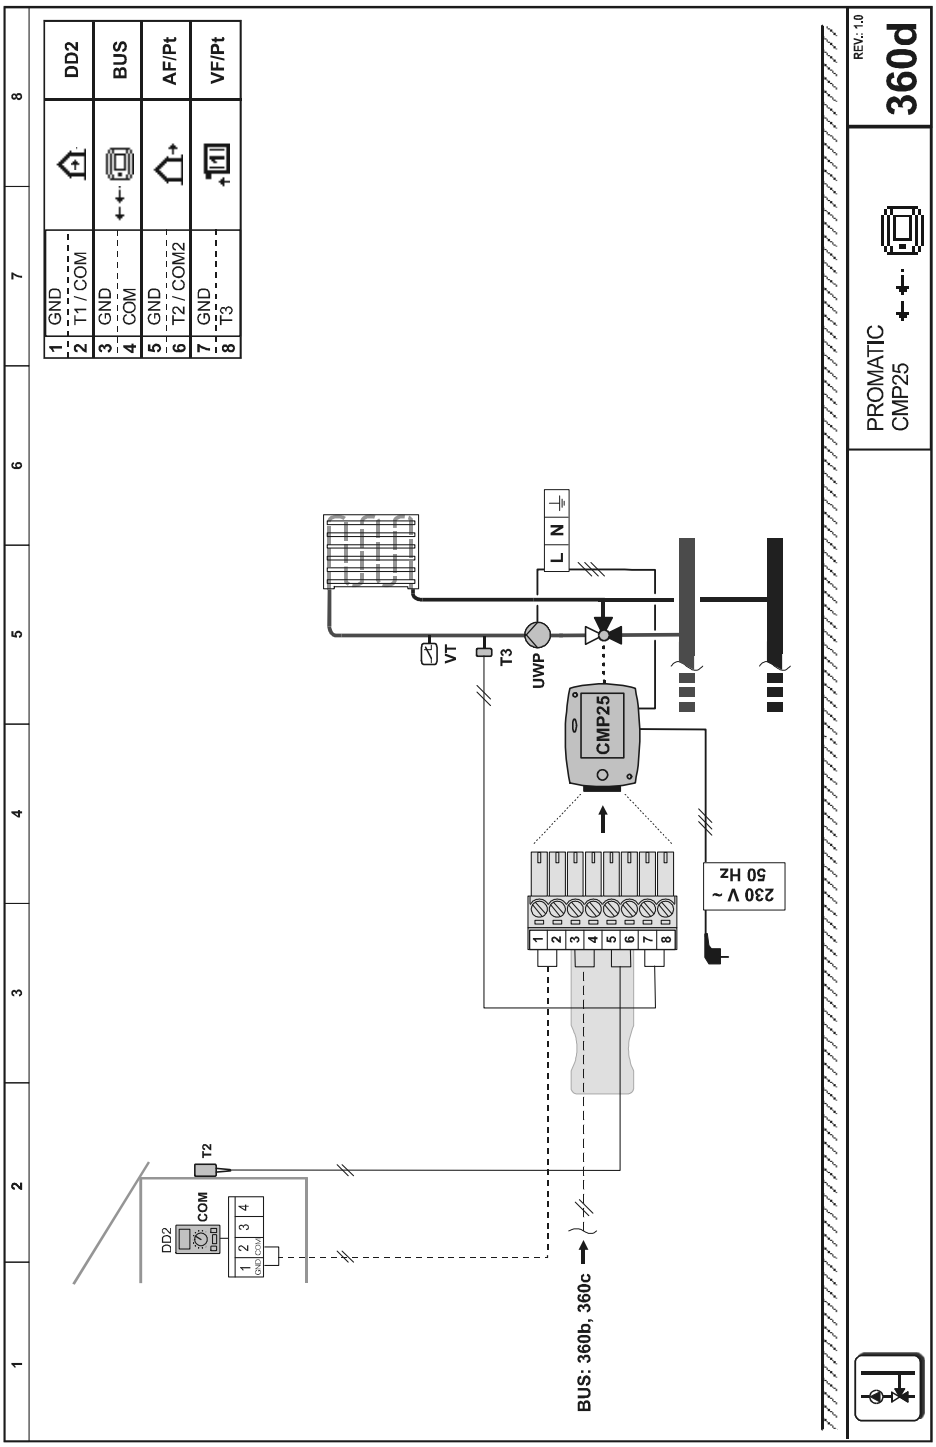 1
2
3
4
5
6
7
8
1 GND
2 T1 / COM
DD2
3 GND
4 COM
BUS
5 GND
6 T2 / COM2
AF/Pt
7 GND
8 T3
VF/Pt
1
L N
VT
T3
UWP
CMP25
230 V ~
50 Hz
1
2
3
4
5
6
7
8
T2
DD2
COM
1 2 3 4
GND COM
BUS: 360b, 360c
PROMATIC
CMP25
REV.: 1.0
360d